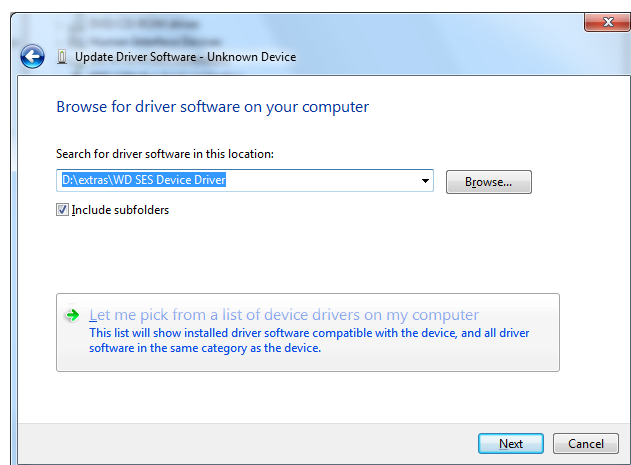 Update Driver Software - Unknown Device
Browse for driver software on your computer
Search for driver software in this location:
D:\extras\WD SES Device Driver
Browse...
Include subfolders
Let me pick from a list of device drivers on my computer
This list will show installed driver software compatible with the device, and all driver
software in the same category as the device.
Next
Cancel